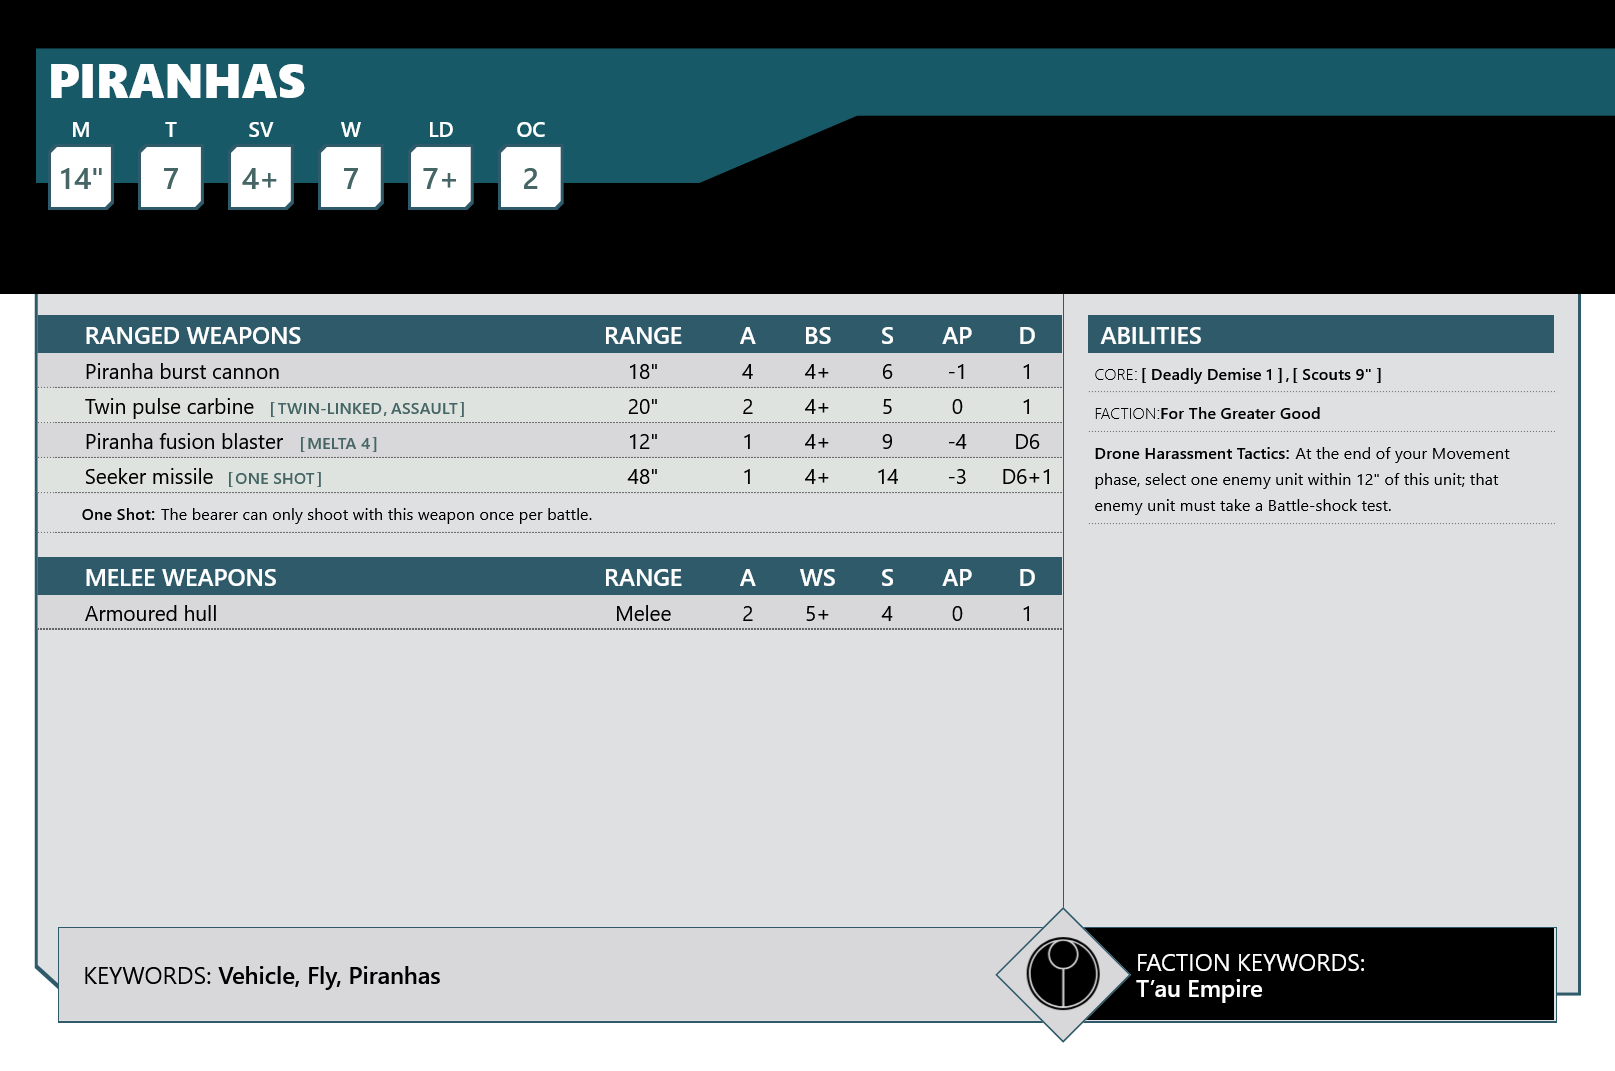 PIRANHAS
M T SV W LD OC
14" 7 4+ 7 7+ 2
RANGED WEAPONS RANGE A BS S AP D
Piranha burst cannon 18" 4 4+ 6 -1 1
Twin pulse carbine [TWIN-LINKED, ASSAULT] 20" 2 4+ 5 0 1
Piranha fusion blaster [MELTA 4] 12" 1 4+ 9 -4 D6
Seeker missile [ONE SHOT] 48" 1 4+ 14 -3 D6+1
One Shot: The bearer can only shoot with this weapon once per battle.
MELEE WEAPONS RANGE A WS S AP D
Armoured hull Melee 2 5+ 4 0 1
ABILITIES
CORE: [ Deadly Demise 1 ] , [ Scouts 9" ]
FACTION:For The Greater Good
Drone Harassment Tactics: At the end of your Movement
phase, select one enemy unit within 12" of this unit; that
enemy unit must take a Battle-shock test.
KEYWORDS: Vehicle, Fly, Piranhas
FACTION KEYWORDS:
T’au Empire